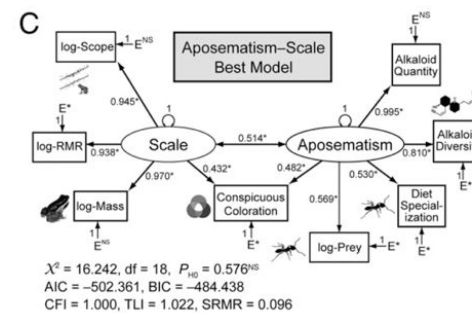 C
Aposematism–Scale
Best Model
log-Scope
1 E^NS
Alkaloid
Quantity
1
E^NS
0.945*
1
1
0.995*
E*
1
log-RMR
0.938*
Scale
0.514*
Aposematism
0.810*
Alkaloid
Diversi
1
E*
0.970*
0.432*
0.482*
0.530*
0.569*
log-Mass
1
E^NS
Conspicuous
Coloration
1
E*
log-Prey
1 E*
Diet
Special-
ization
1
E*
X² = 16.242, df = 18, P_H0 = 0.576^NS
AIC = –502.361, BIC = –484.438
CFI = 1.000, TLI = 1.022, SRMR = 0.096